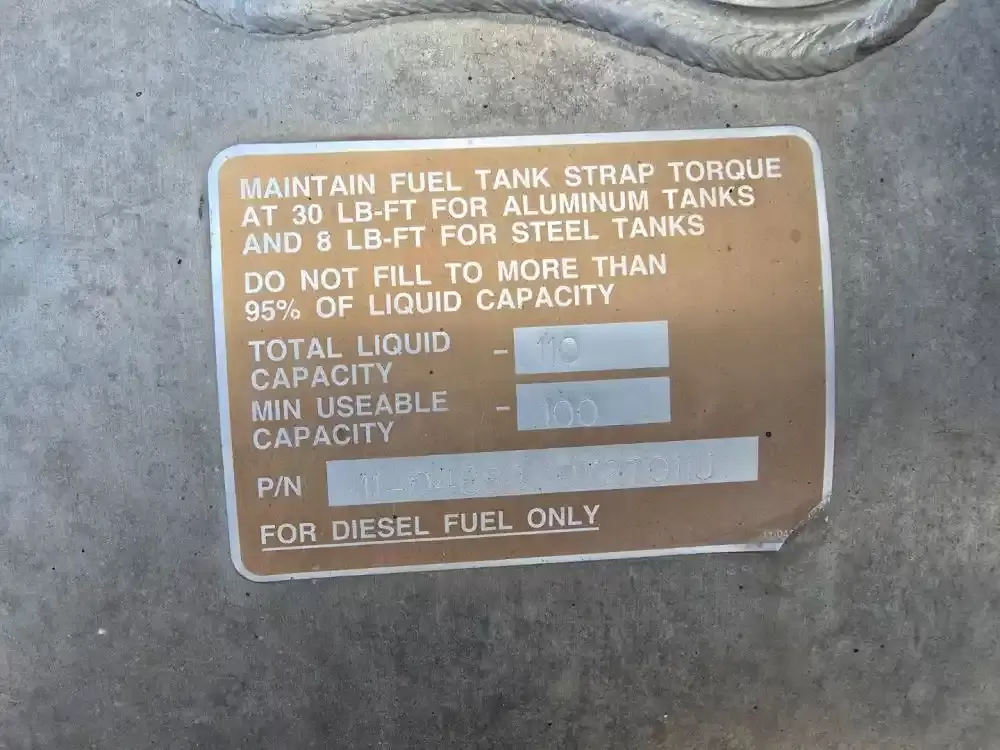 MAINTAIN FUEL TANK STRAP TORQUE
AT 30 LB-FT FOR ALUMINUM TANKS
AND 8 LB-FT FOR STEEL TANKS
DO NOT FILL TO MORE THAN
95% OF LIQUID CAPACITY
TOTAL LIQUID - 110
CAPACITY
MIN USEABLE - 100
CAPACITY
P/N
FOR DIESEL FUEL ONLY